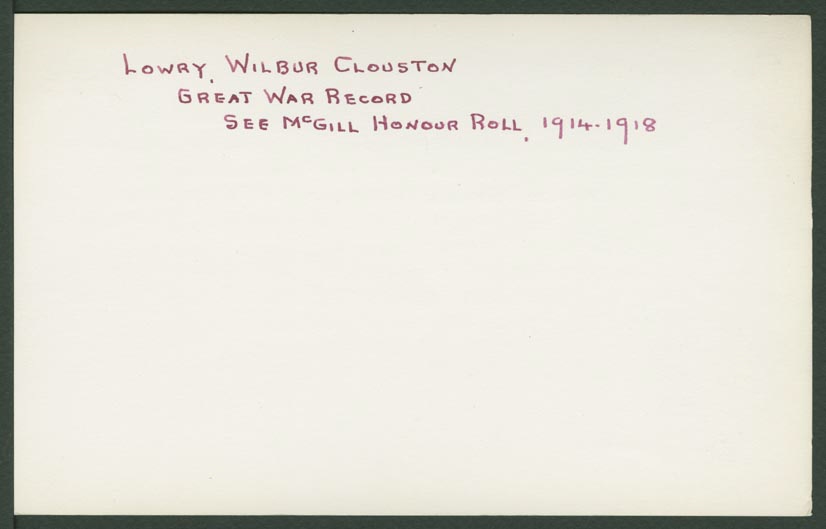 Lowry, Wilbur Clouston
Great War Record
See McGill Honour Roll, 1914-1918